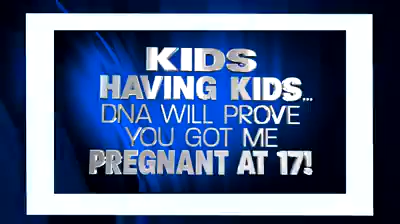 KIDS
HAVING KIDS...
DNA WILL PROVE
YOU GOT ME
PREGNANT AT 17!